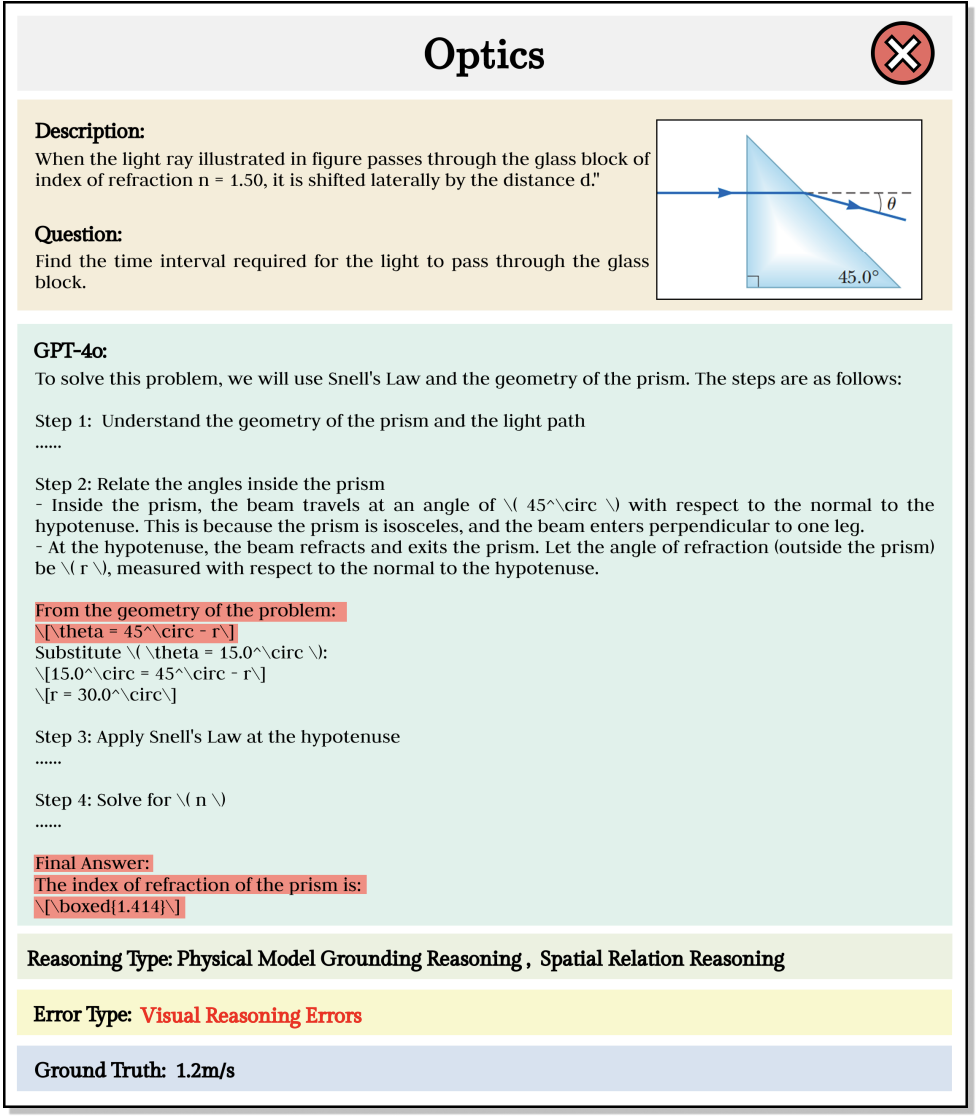 Optics
Description:
When the light ray illustrated in figure passes through the glass block of
index of refraction n = 1.50, it is shifted laterally by the distance d."
Question:
Find the time interval required for the light to pass through the glass
block.
θ
45.0°
GPT-4o:
To solve this problem, we will use Snell's Law and the geometry of the prism. The steps are as follows:
Step 1:  Understand the geometry of the prism and the light path
......
Step 2: Relate the angles inside the prism
- Inside the prism, the beam travels at an angle of \( 45^\circ \) with respect to the normal to the
hypotenuse. This is because the prism is isosceles, and the beam enters perpendicular to one leg.
- At the hypotenuse, the beam refracts and exits the prism. Let the angle of refraction (outside the prism)
be \( r \), measured with respect to the normal to the hypotenuse.
From the geometry of the problem:
\[\theta = 45^\circ - r\]
Substitute \( \theta = 15.0^\circ \):
\[15.0^\circ = 45^\circ - r\]
\[r = 30.0^\circ\]
Step 3: Apply Snell's Law at the hypotenuse
......
Step 4: Solve for \( n \)
......
Final Answer:
The index of refraction of the prism is:
\[\boxed{1.414}\]
Reasoning Type: Physical Model Grounding Reasoning , Spatial Relation Reasoning
Error Type: Visual Reasoning Errors
Ground Truth: 1.2m/s